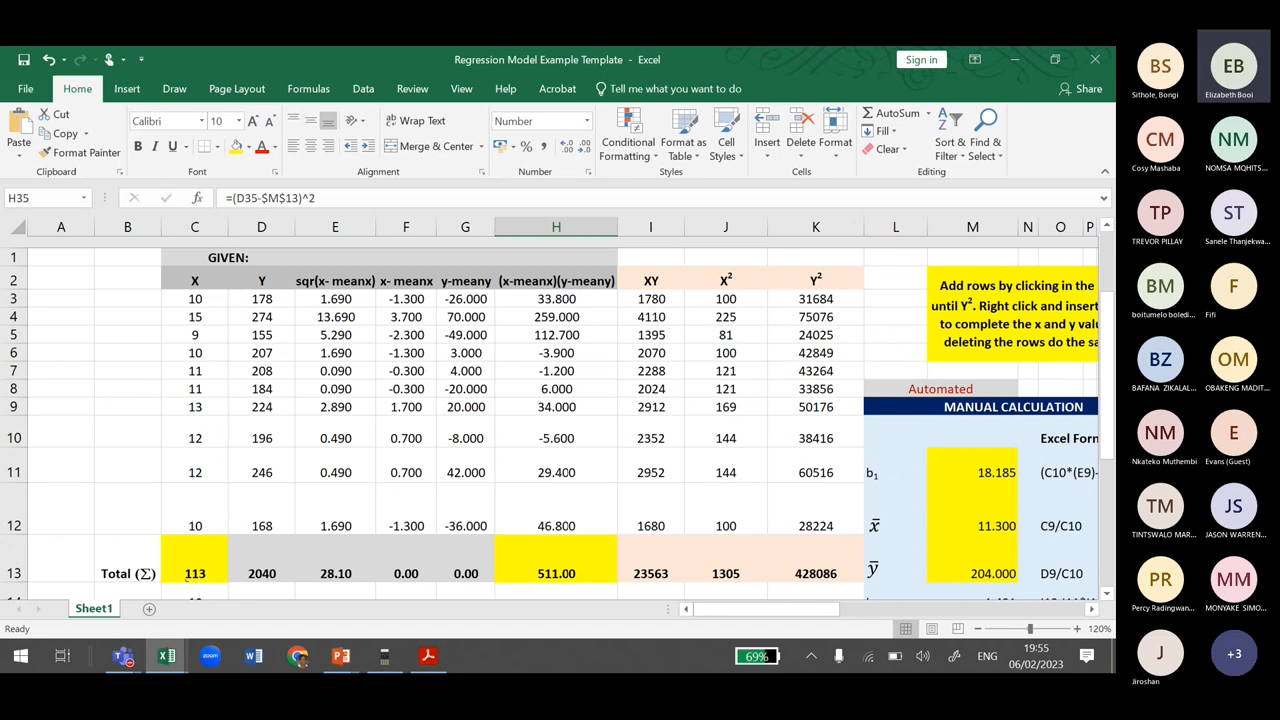 Regression Model Example Template - Excel
Sign in
File Home Insert Draw Page Layout Formulas Data Review View Help Acrobat Tell me what you want to do Share
Paste
Cut
Copy
Format Painter
Clipboard
Calibri 10
B I U
Font
Wrap Text
Merge & Center
Alignment
Number
Number
Conditional Formatting
Format as Table
Cell Styles
Styles
Insert Delete Format
Cells
AutoSum
Fill
Clear
Sort & Filter
Find & Select
Editing
H35 fx =(D35-$M$13)^2
A B C D E F G H I J K L M N O P
1 GIVEN:
2 X Y sqr(x- meanx) x- meanx y-meany (x-meanx)(y-meany) XY X² Y²
3 10 178 1.690 -1.300 -26.000 33.800 1780 100 31684
4 15 274 13.690 3.700 70.000 259.000 4110 225 75076
5 9 155 5.290 -2.300 -49.000 112.700 1395 81 24025
6 10 207 1.690 -1.300 3.000 -3.900 2070 100 42849
7 11 208 0.090 -0.300 4.000 -1.200 2288 121 43264
8 11 184 0.090 -0.300 -20.000 6.000 2024 121 33856
9 13 224 2.890 1.700 20.000 34.000 2912 169 50176
10 12 196 0.490 0.700 -8.000 -5.600 2352 144 38416
11 12 246 0.490 0.700 42.000 29.400 2952 144 60516
12 10 168 1.690 -1.300 -36.000 46.800 1680 100 28224
13 Total (Σ) 113 2040 28.10 0.00 0.00 511.00 23563 1305 428086
Add rows by clicking in the
until Y². Right click and insert
to complete the x and y valu
deleting the rows do the sa
Automated
MANUAL CALCULATION
Excel Form
b₁ 18.185 (C10*(E9)-
x̄ 11.300 C9/C10
ȳ 204.000 D9/C10
Sheet1
Ready
120%
69%
ENG
19:55
06/02/2023
BS
Sithole, Bongi
EB
Elizabeth Booi
CM
Cosy Mashaba
NM
NOMSA MQHITS...
TP
TREVOR PILLAY
ST
Sanele Thanjekwa...
BM
boitumelo boledi...
F
Fifi
BZ
BAFANA ZIKALAL...
OM
OBAKENG MADIT...
NM
Nkateko Muthembi
E
Evans (Guest)
TM
TINTSWALO MAR...
JS
JASON WARREN...
PR
Percy Radingwan...
MM
MONYAKE SIMO...
J
Jiroshan
+3